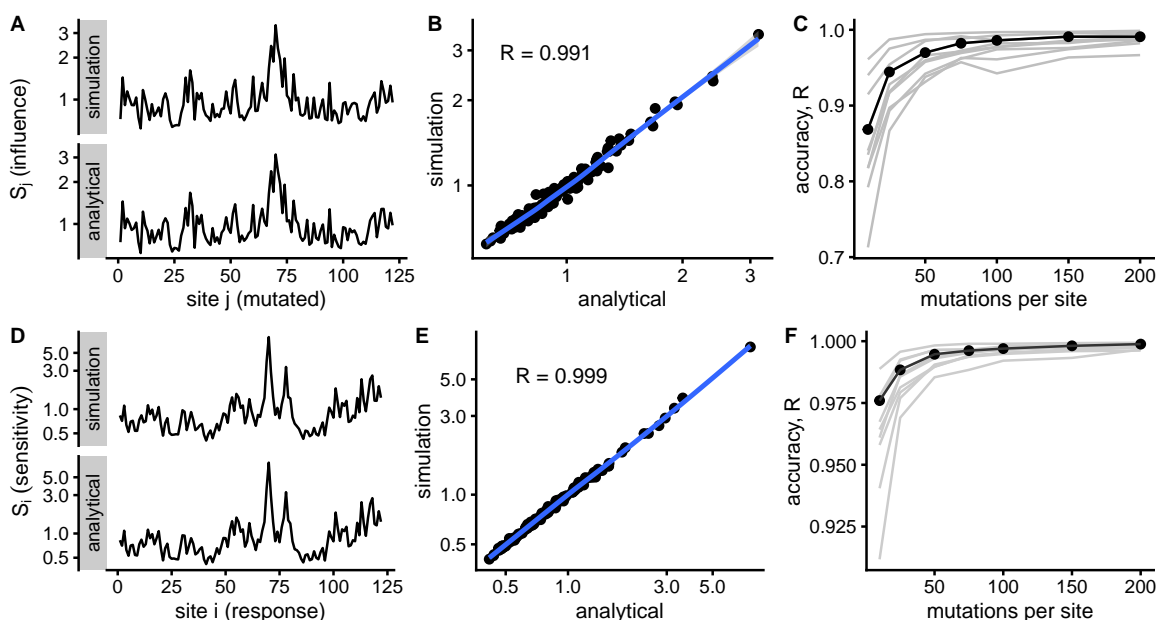 A
S_j (influence)
simulation
3
2
1
analytical
3
2
1
0
25
50
75
100
125
site j (mutated)
B
R = 0.991
simulation
3
2
1
1
2
3
analytical
C
accuracy, R
1.0
0.9
0.8
0.7
50
100
150
200
mutations per site
D
S_i (sensitivity)
simulation
5.0
3.0
1.0
0.5
analytical
5.0
3.0
1.0
0.5
0
25
50
75
100
125
site i (response)
E
R = 0.999
simulation
5.0
3.0
1.0
0.5
0.5
1.0
3.0
5.0
analytical
F
accuracy, R
1.000
0.975
0.950
0.925
50
100
150
200
mutations per site